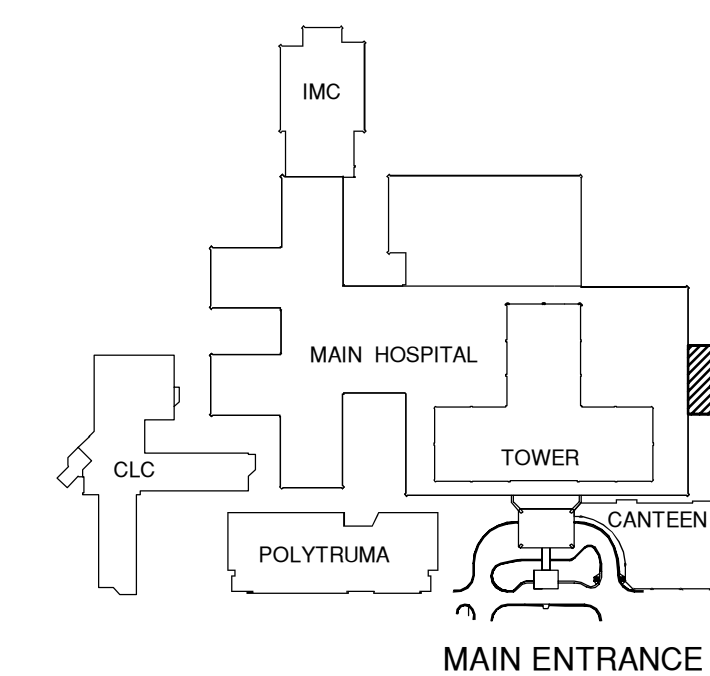 IMC
MAIN HOSPITAL
TOWER
CLC
CANTEEN
POLYTRUMA
MAIN ENTRANCE